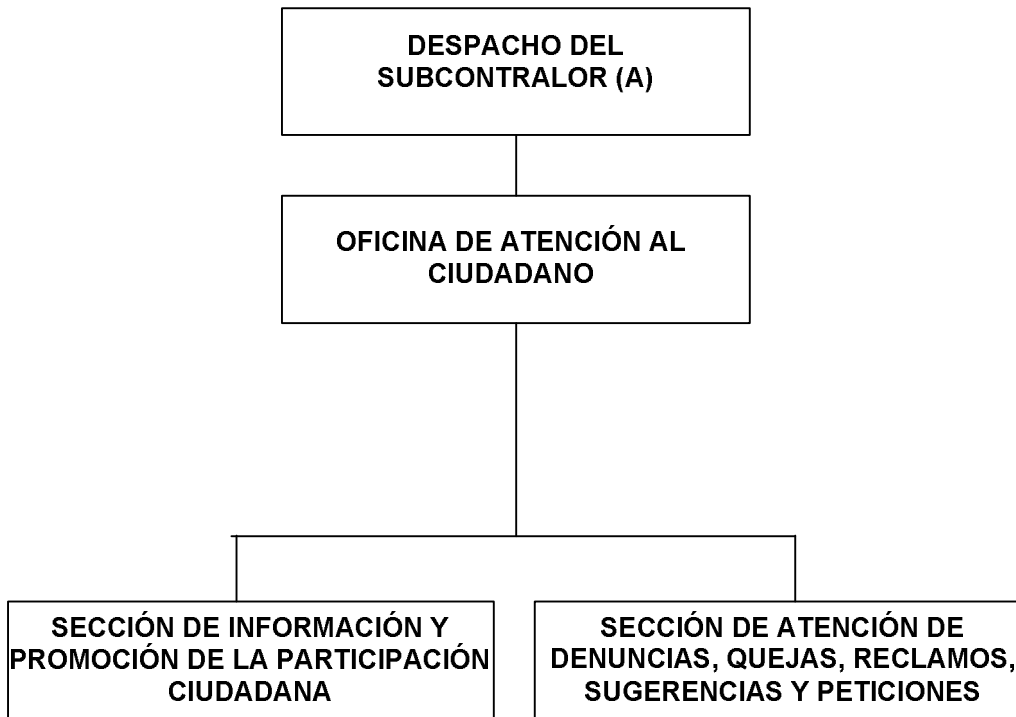 DESPACHO DEL
SUBCONTRALOR (A)
OFICINA DE ATENCIÓN AL
CIUDADANO
SECCIÓN DE INFORMACIÓN Y
PROMOCIÓN DE LA PARTICIPACIÓN
CIUDADANA
SECCIÓN DE ATENCIÓN DE
DENUNCIAS, QUEJAS, RECLAMOS,
SUGERENCIAS Y PETICIONES